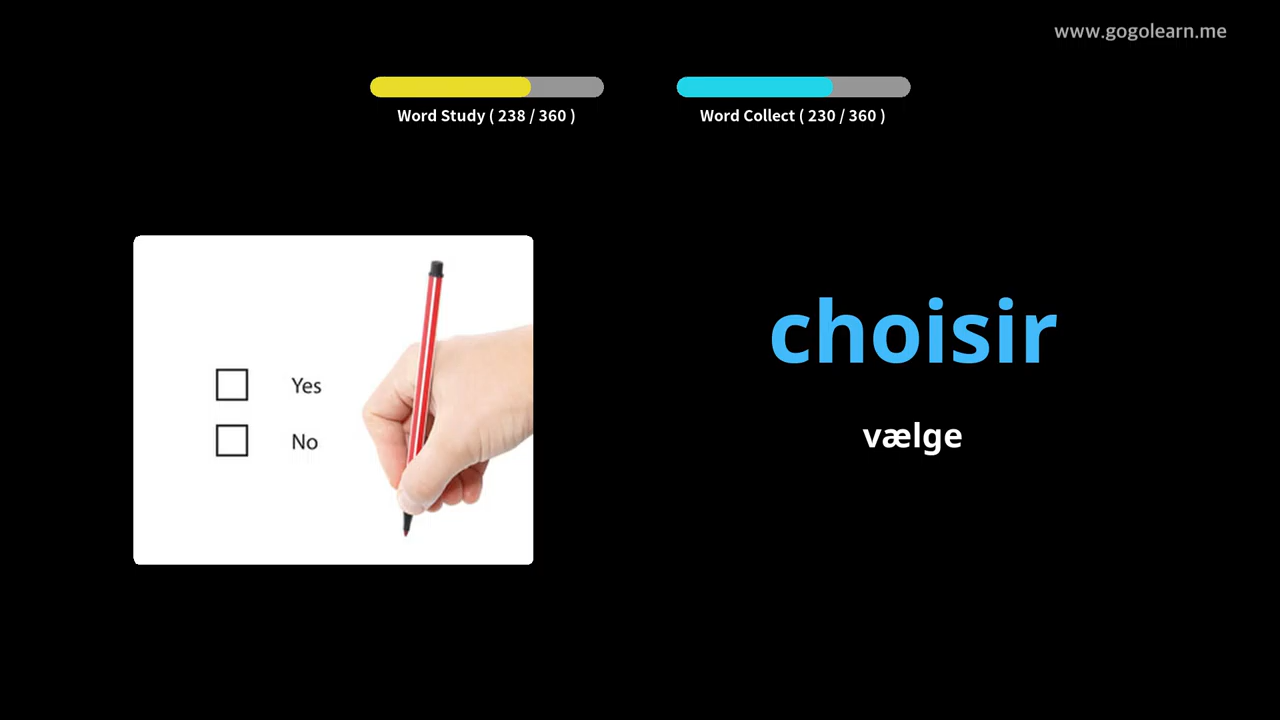 www.gogolearn.me
Word Study ( 238 / 360 )
Word Collect ( 230 / 360 )
Yes
No
choisir
vælge